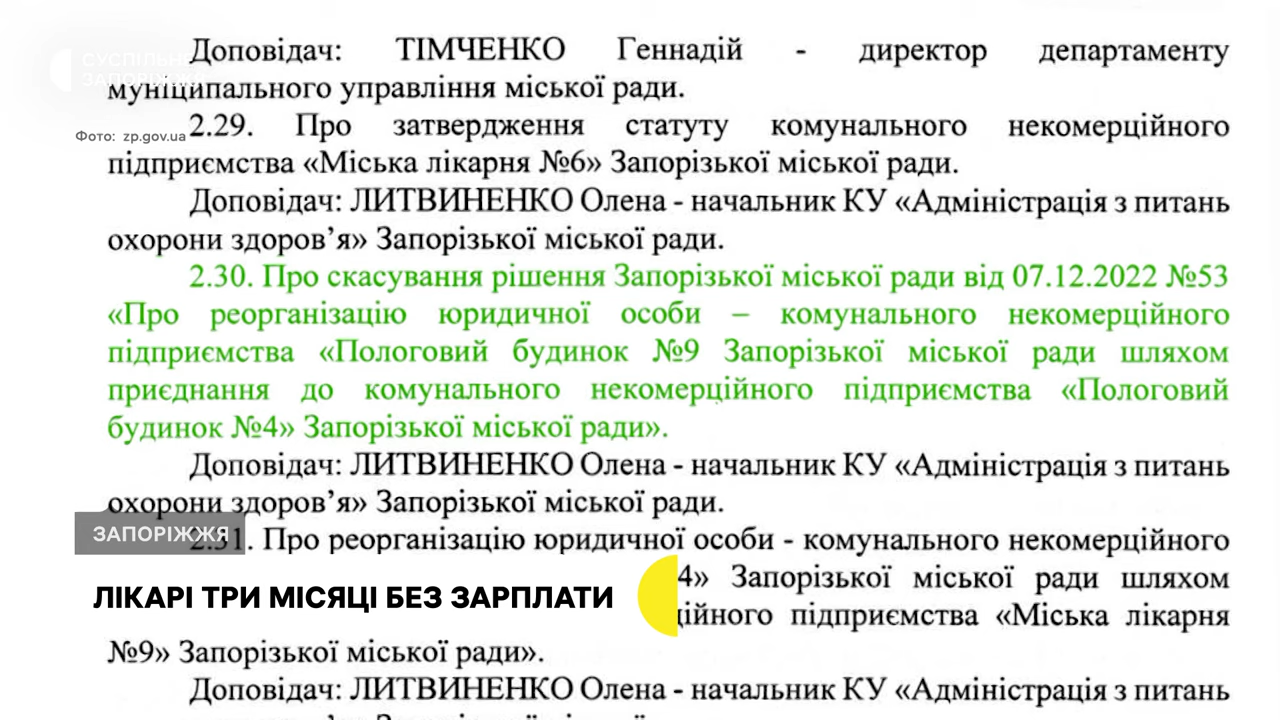 СУСПІЛЬНЕ
ЗАПОРІЖЖЯ
Фото: zp.gov.ua
Доповідач: ТІМЧЕНКО Геннадій - директор департаменту
муніципального управління міської ради.
2.29. Про затвердження статуту комунального некомерційного
підприємства «Міська лікарня №6» Запорізької міської ради.
Доповідач: ЛИТВИНЕНКО Олена - начальник КУ «Адміністрація з питань
охорони здоров’я» Запорізької міської ради.
2.30. Про скасування рішення Запорізької міської ради від 07.12.2022 №53
«Про реорганізацію юридичної особи – комунального некомерційного
підприємства «Пологовий будинок №9 Запорізької міської ради шляхом
приєднання до комунального некомерційного підприємства «Пологовий
будинок №4» Запорізької міської ради».
Доповідач: ЛИТВИНЕНКО Олена - начальник КУ «Адміністрація з питань
охорони здоров’я» Запорізької міської ради.
ЗАПОРІЖЖЯ
2.31. Про реорганізацію юридичної особи - комунального некомерційного
4» Запорізької міської ради шляхом
ЛІКАРІ ТРИ МІСЯЦІ БЕЗ ЗАРПЛАТИ
підприємства «Міська лікарня
№9» Запорізької міської ради».
Доповідач: ЛИТВИНЕНКО Олена - начальник КУ «Адміністрація з питань